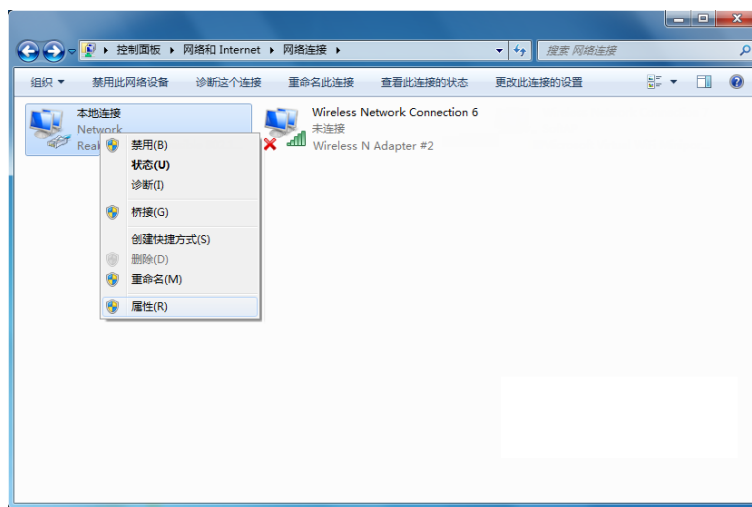 控制面板 ▸ 网络和 Internet ▸ 网络连接 ▸
搜索 网络连接
组织 禁用此网络设备 诊断这个连接 重命名此连接 查看此连接的状态 更改此连接的设置
本地连接
Network
Wireless Network Connection 6
未连接
Wireless N Adapter #2
禁用(B)
状态(U)
诊断(I)
桥接(G)
创建快捷方式(S)
删除(D)
重命名(M)
属性(R)